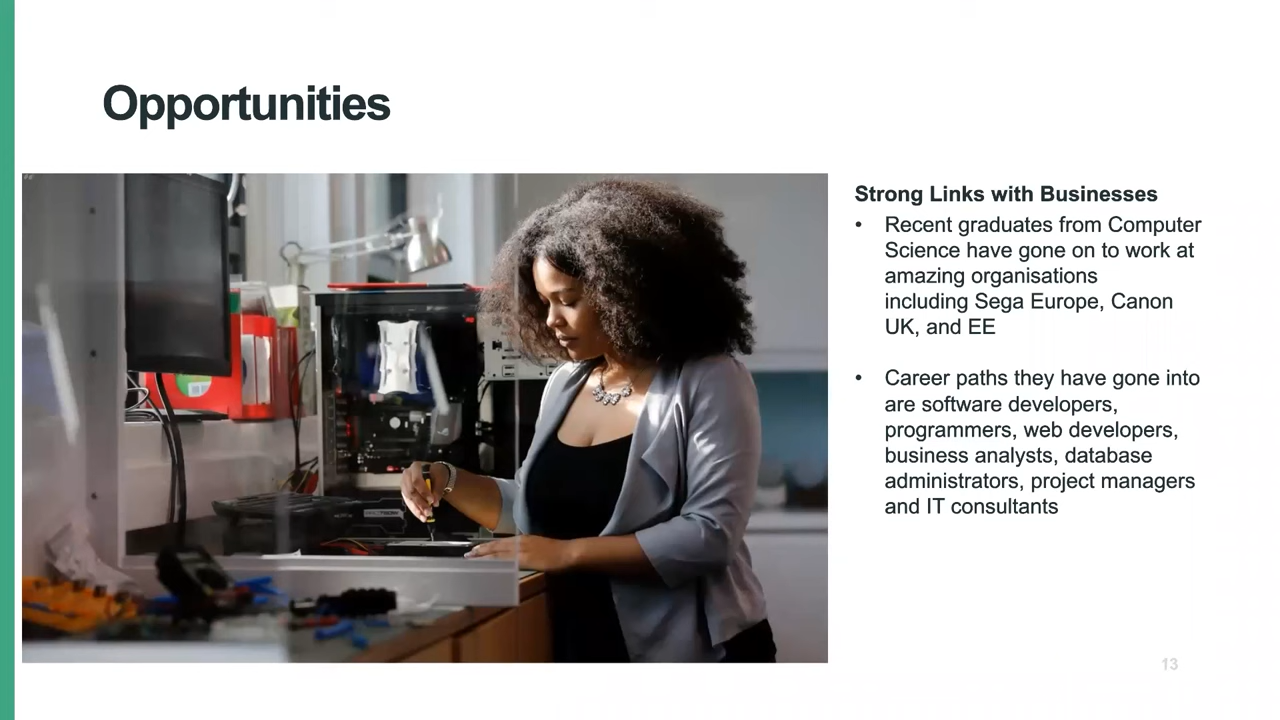 Opportunities
Strong Links with Businesses
• Recent graduates from Computer
Science have gone on to work at
amazing organisations
including Sega Europe, Canon
UK, and EE
• Career paths they have gone into
are software developers,
programmers, web developers,
business analysts, database
administrators, project managers
and IT consultants
13